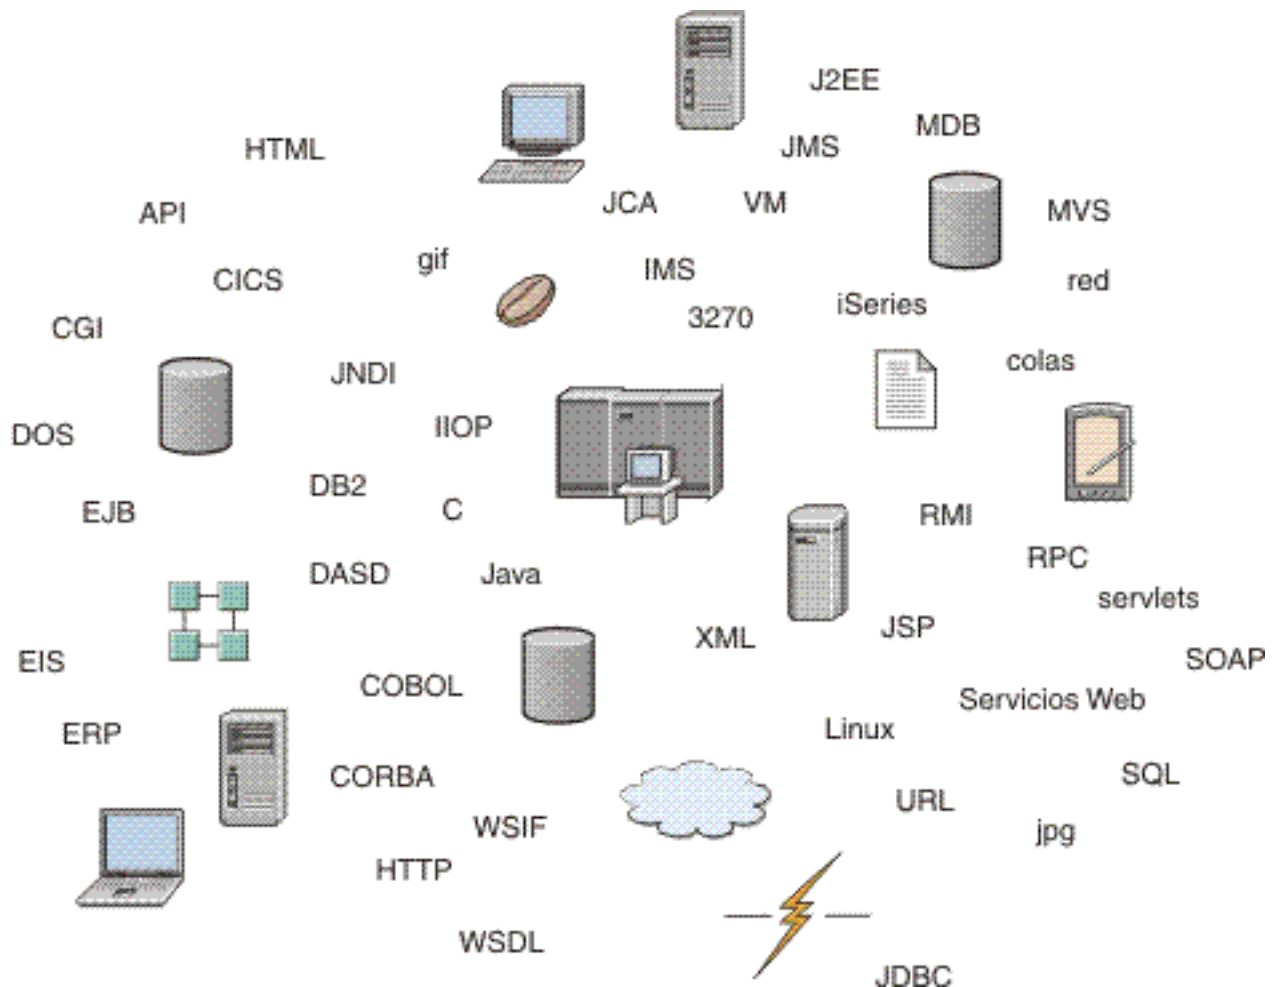 J2EE
MDB
HTML
JMS
JCA
VM
API
MVS
gif
IMS
CICS
red
iSeries
3270
CGI
colas
JNDI
IIOP
DOS
DB2
C
EJB
RMI
RPC
DASD
Java
servlets
JSP
XML
EIS
SOAP
COBOL
Servicios Web
Linux
ERP
CORBA
SQL
URL
WSIF
jpg
HTTP
WSDL
JDBC